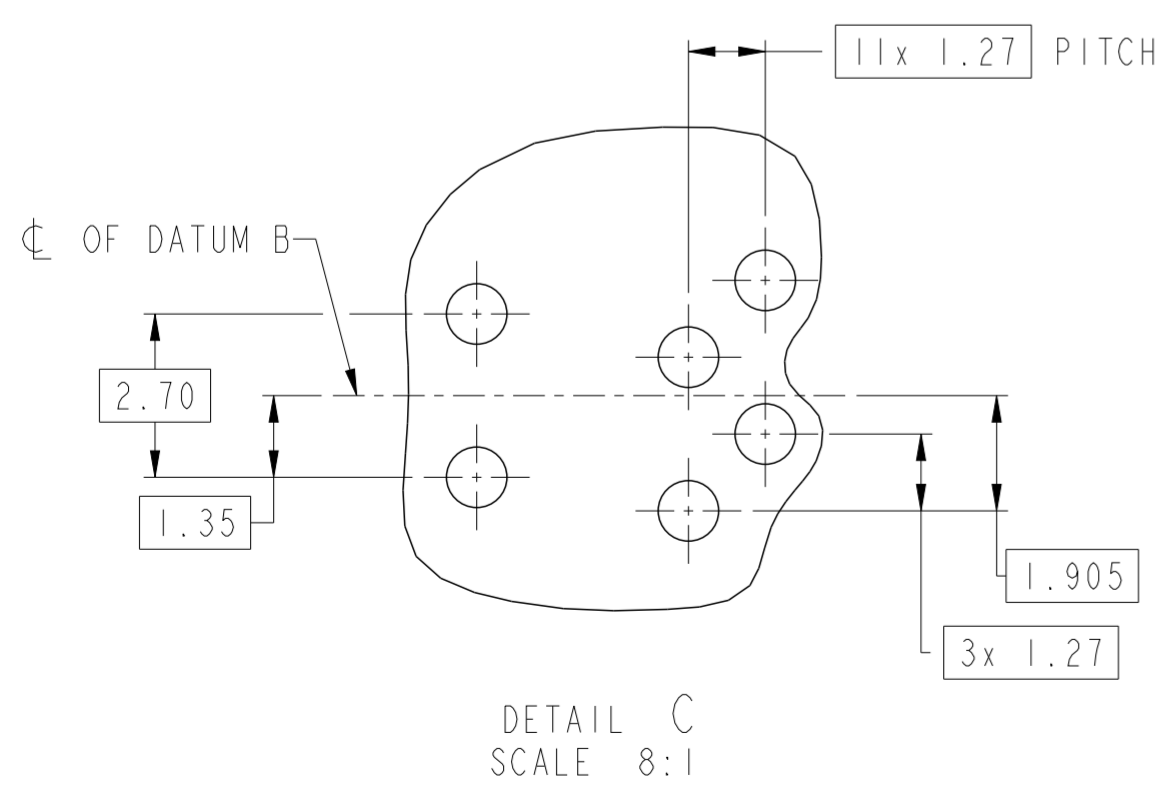 11x 1.27 PITCH
℄ OF DATUM B
2.70
1.35
1.905
3x 1.27
DETAIL C
SCALE 8:1